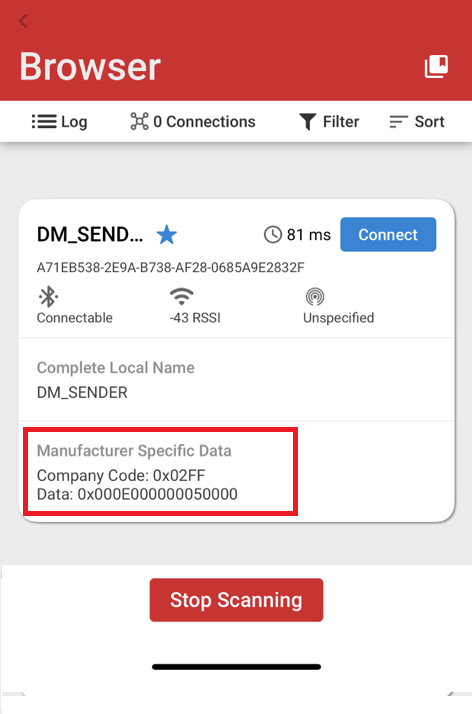 Browser
Log
0 Connections
Filter
Sort
DM_SEND...
81 ms
Connect
A71EB538-2E9A-B738-AF28-0685A9E2832F
Connectable
-43 RSSI
Unspecified
Complete Local Name
DM_SENDER
Manufacturer Specific Data
Company Code: 0x02FF
Data: 0x000E000000050000
Stop Scanning